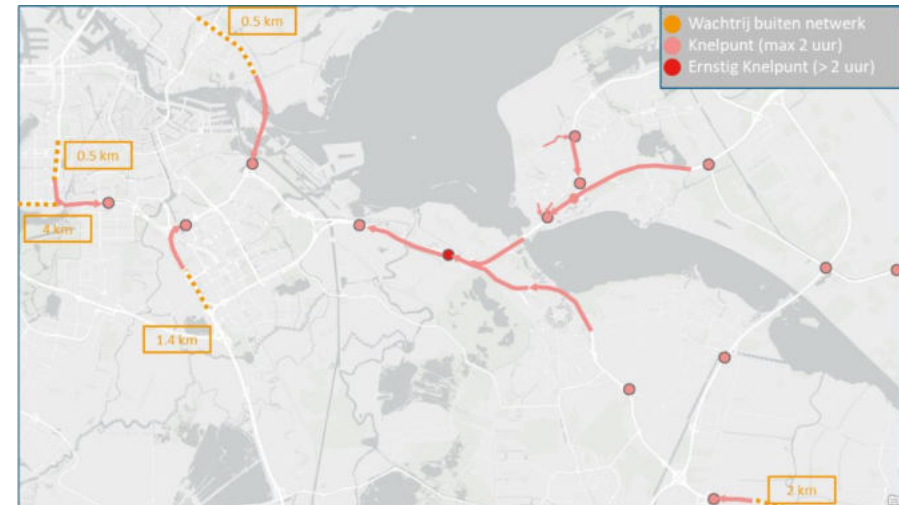 0.5 km
Wachtrij buiten netwerk
Knelpunt (max 2 uur)
Ernstig Knelpunt (> 2 uur)
0.5 km
4 km
1.4 km
2 km